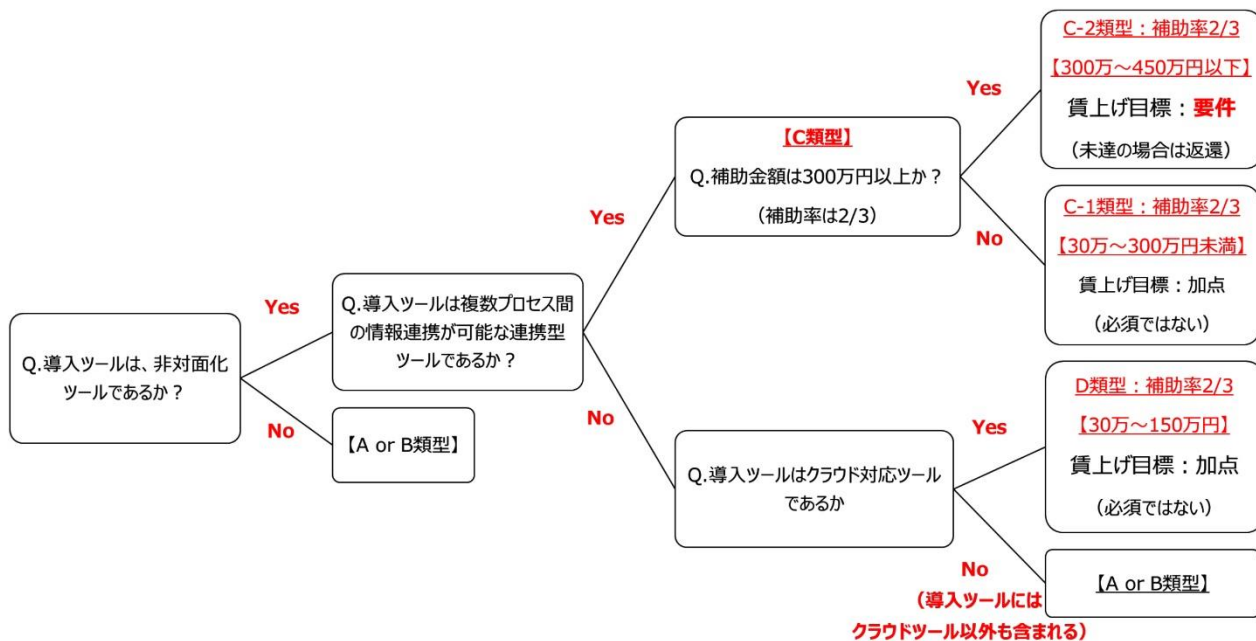 Q.導入ツールは、非対面化
ツールであるか？
Yes
No
Q.導入ツールは複数プロセス間
の情報連携が可能な連携型
ツールであるか？
【A or B類型】
Yes
No
【C類型】
Q.補助金額は300万円以上か？
（補助率は2/3）
Yes
No
C-2類型：補助率2/3
【300万～450万円以下】
賃上げ目標：要件
（未達の場合は返還）
C-1類型：補助率2/3
【30万～300万円未満】
賃上げ目標：加点
（必須ではない）
Q.導入ツールはクラウド対応ツール
であるか
Yes
No
（導入ツールには
クラウドツール以外も含まれる）
D類型：補助率2/3
【30万～150万円】
賃上げ目標：加点
（必須ではない）
【A or B類型】